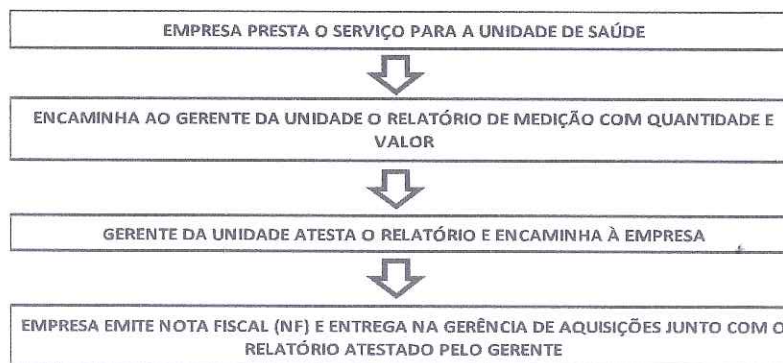 EMPRESA PRESTA O SERVIÇO PARA A UNIDADE DE SAÚDE
ENCAMINHA AO GERENTE DA UNIDADE O RELATÓRIO DE MEDIÇÃO COM QUANTIDADE E
VALOR
GERENTE DA UNIDADE ATESTA O RELATÓRIO E ENCAMINHA À EMPRESA
EMPRESA EMITE NOTA FISCAL (NF) E ENTREGA NA GERÊNCIA DE AQUISIÇÕES JUNTO COM O
RELATÓRIO ATESTADO PELO GERENTE